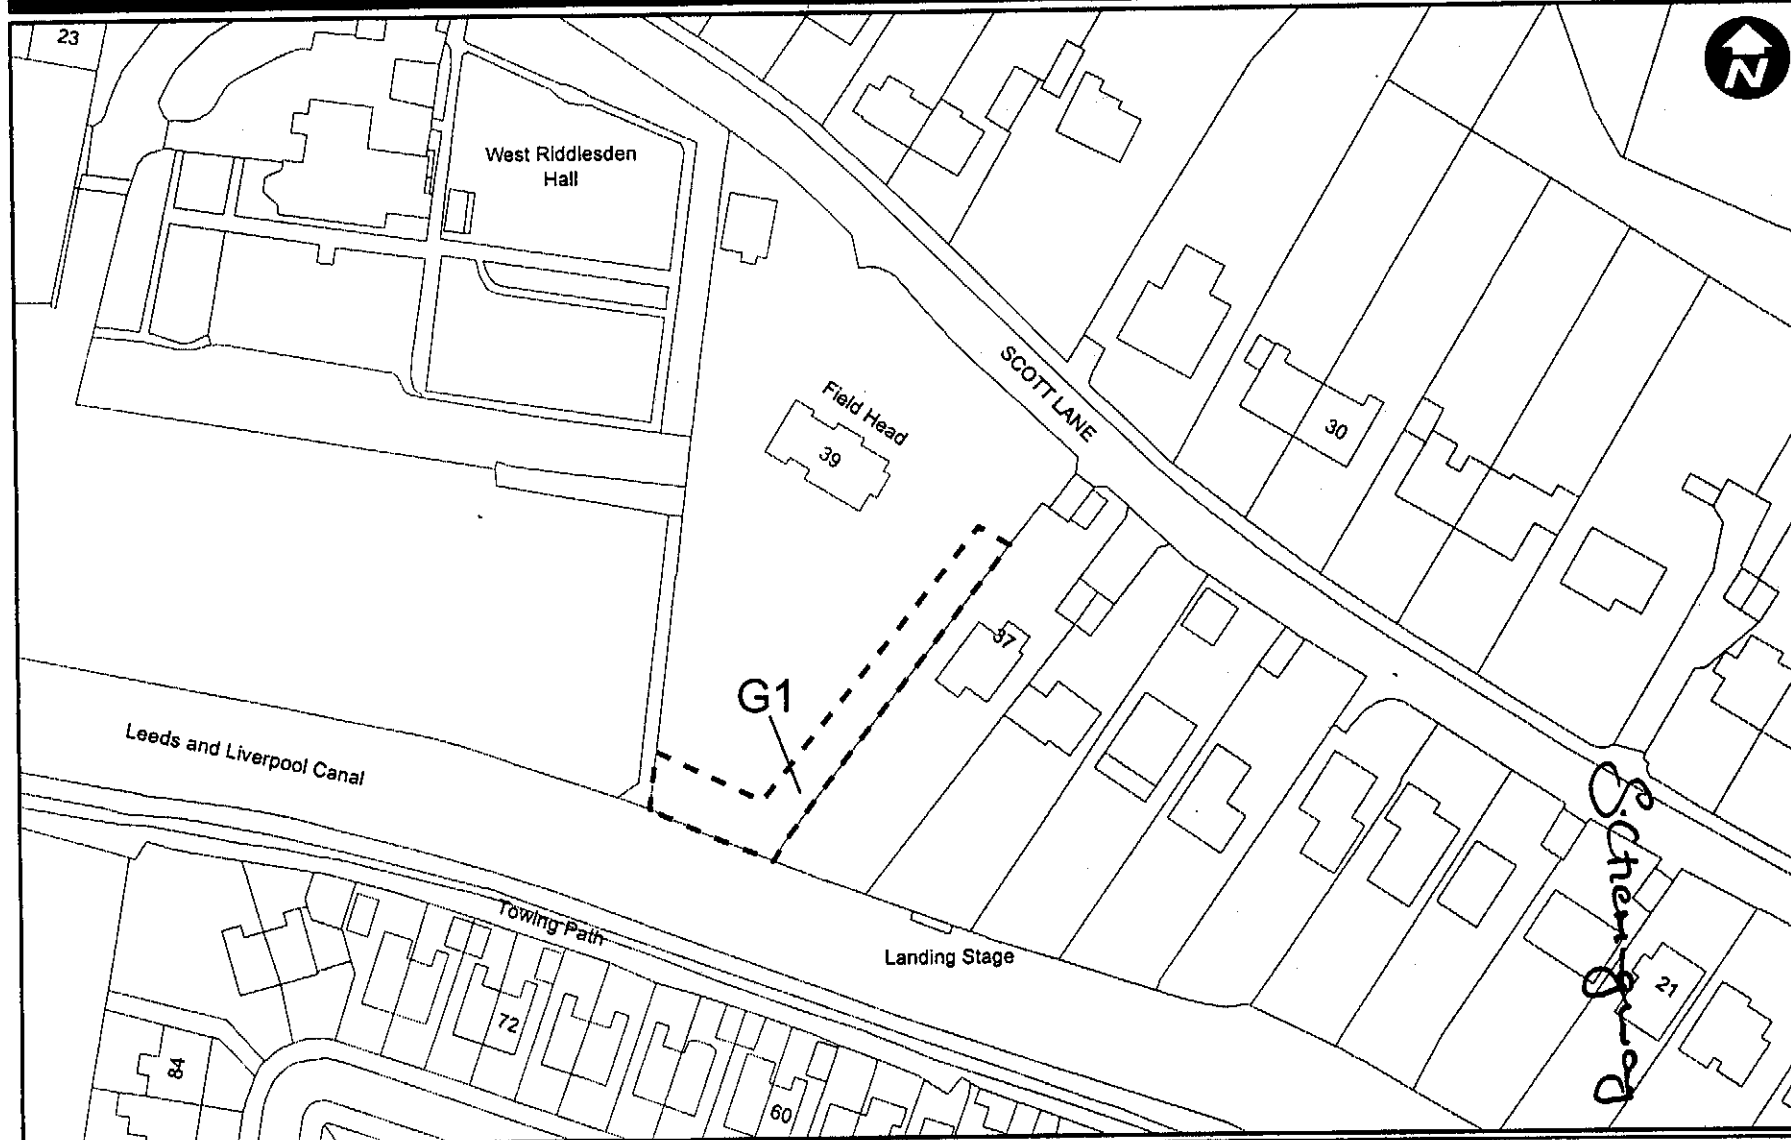 23
N
West Riddlesden
Hall
SCOTT LANE
Field Head
39
30
37
G1
Leeds and Liverpool Canal
Towing Path
Landing Stage
72
84
60
21